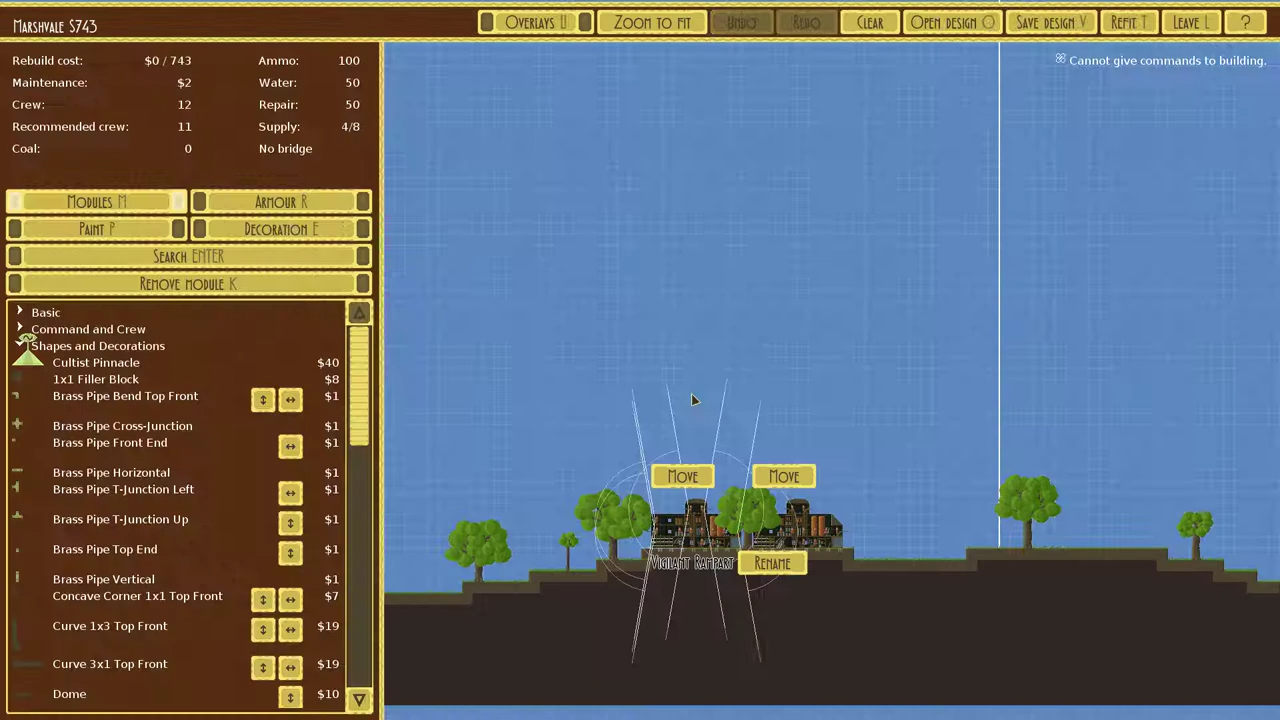 MARSHVALE $743
OVERLAYS U
ZOOM TO FIT
UNDO
REDO
CLEAR
OPEN DESIGN O
SAVE DESIGN V
REFIT T
LEAVE L
?
Rebuild cost: $0 / 743 Ammo: 100
Maintenance: $2 Water: 50
Crew: 12 Repair: 50
Recommended crew: 11 Supply: 4/8
Coal: 0 No bridge
Cannot give commands to building.
MODULES M
ARMOUR R
PAINT P
DECORATION E
SEARCH ENTER
REMOVE MODULE K
Basic
Command and Crew
Shapes and Decorations
Cultist Pinnacle $40
1x1 Filler Block $8
Brass Pipe Bend Top Front $1
Brass Pipe Cross-Junction $1
Brass Pipe Front End $1
Brass Pipe Horizontal $1
Brass Pipe T-Junction Left $1
Brass Pipe T-Junction Up $1
Brass Pipe Top End $1
Brass Pipe Vertical $1
Concave Corner 1x1 Top Front $7
Curve 1x3 Top Front $19
Curve 3x1 Top Front $19
Dome $10
MOVE
MOVE
VIGILANT RAMPART
RENAME